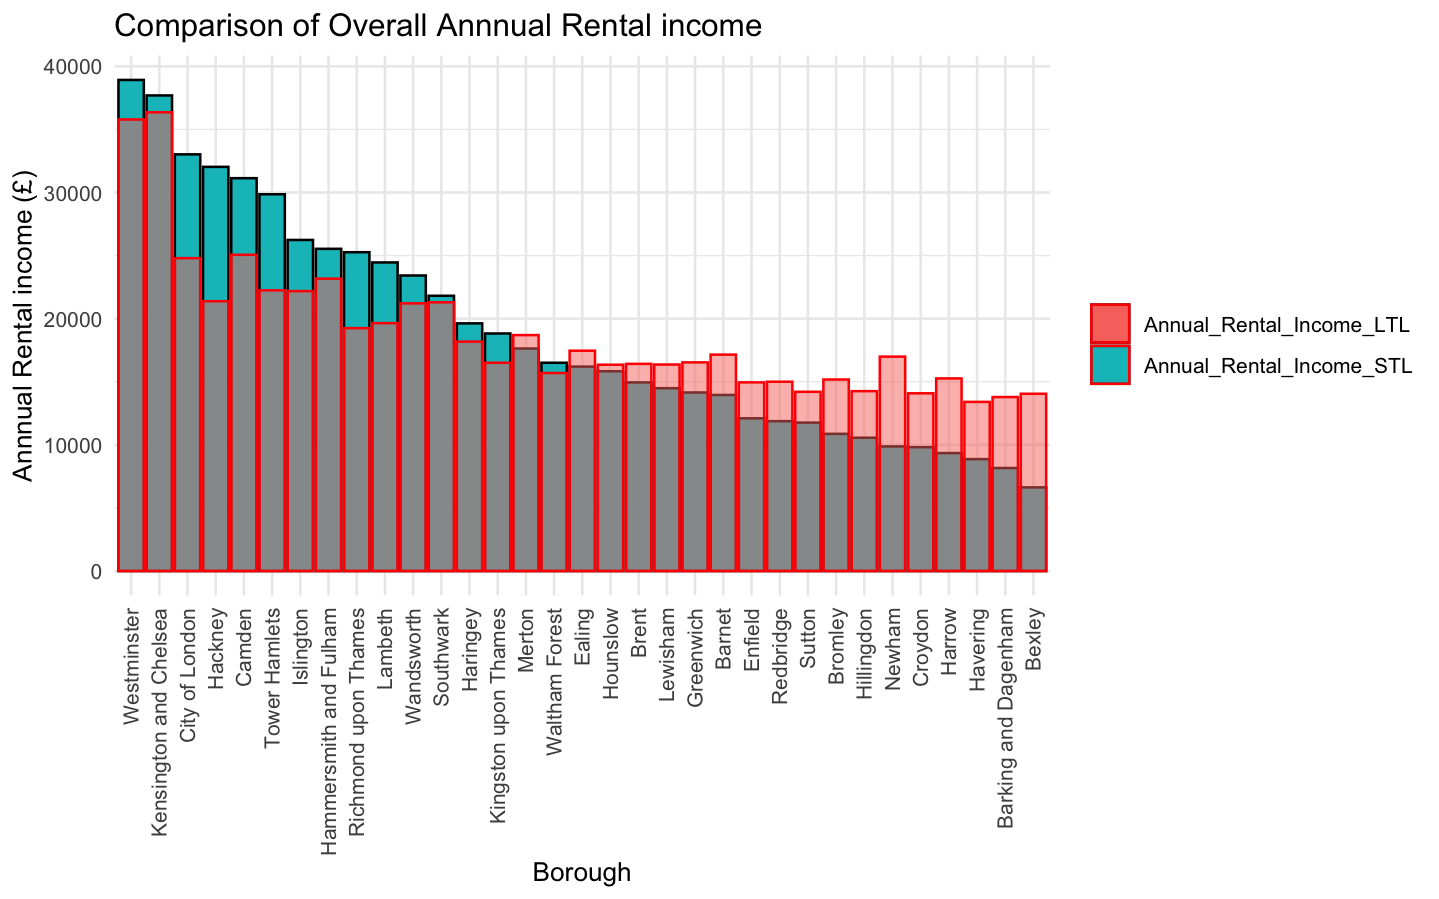 Comparison of Overall Annnual Rental income
Annual Rental income (£)
40000
30000
20000
10000
0
Westminster
Kensington and Chelsea
City of London
Hackney
Camden
Tower Hamlets
Islington
Hammersmith and Fulham
Richmond upon Thames
Lambeth
Wandsworth
Southwark
Haringey
Kingston upon Thames
Merton
Waltham Forest
Ealing
Hounslow
Brent
Lewisham
Greenwich
Barnet
Enfield
Redbridge
Sutton
Bromley
Hillingdon
Newham
Croydon
Harrow
Havering
Barking and Dagenham
Bexley
Borough
Annual_Rental_Income_LTL
Annual_Rental_Income_STL